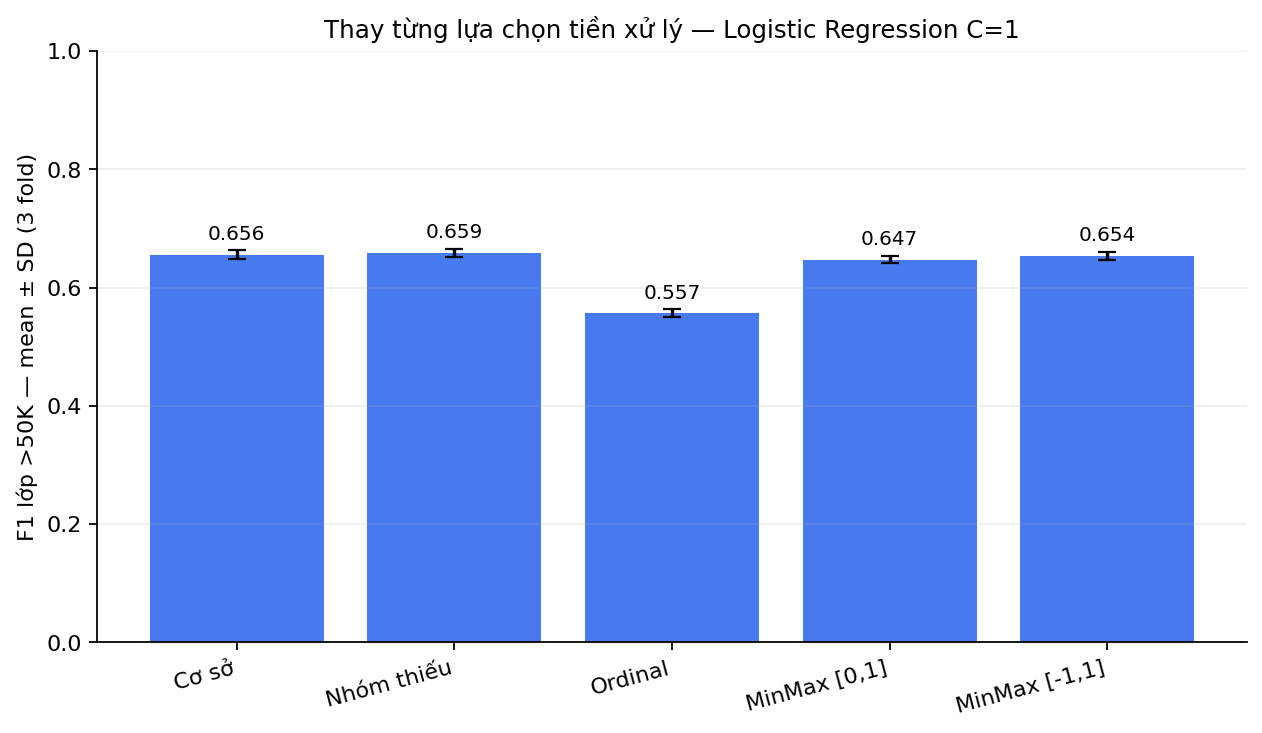 Thay từng lựa chọn tiền xử lý — Logistic Regression C=1
F1 lớp >50K — mean ± SD (3 fold)
1.0
0.8
0.6
0.4
0.2
0.0
0.656
0.659
0.557
0.647
0.654
Cơ sở
Nhóm thiếu
Ordinal
MinMax [0,1]
MinMax [-1,1]